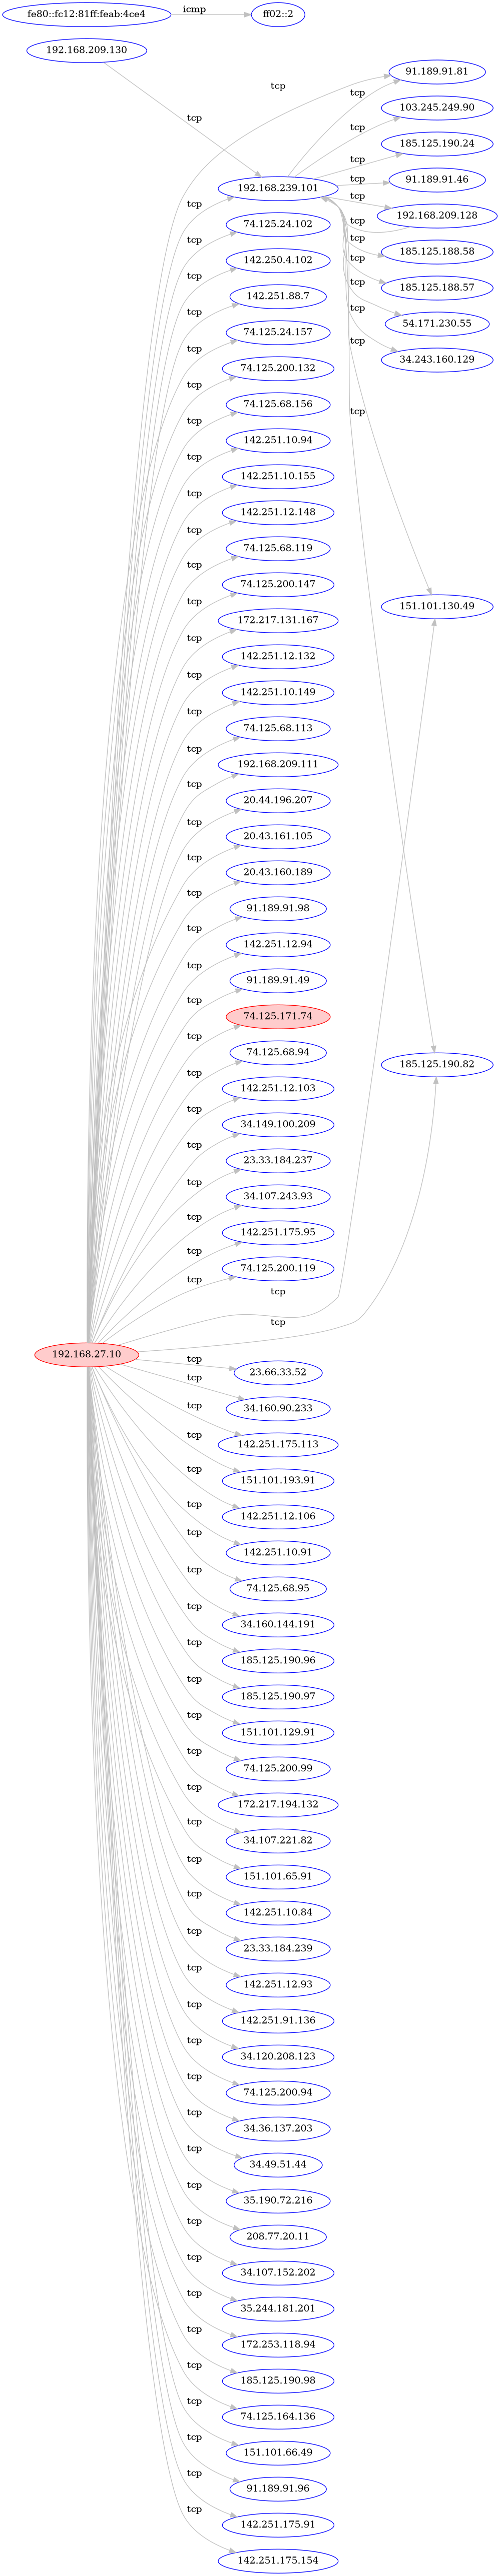 fe80::fc12:81ff:feab:4ce4
icmp
ff02::2
192.168.209.130
tcp
192.168.239.101
tcp
91.189.91.81
tcp
103.245.249.90
tcp
185.125.190.24
tcp
91.189.91.46
tcp
192.168.209.128
tcp
185.125.188.58
tcp
185.125.188.57
tcp
54.171.230.55
tcp
34.243.160.129
tcp
151.101.130.49
tcp
185.125.190.82
tcp
tcp
tcp
74.125.24.102
tcp
142.250.4.102
tcp
142.251.88.7
tcp
74.125.24.157
tcp
74.125.200.132
tcp
74.125.68.156
tcp
142.251.10.94
tcp
142.251.10.155
tcp
142.251.12.148
tcp
74.125.68.119
tcp
74.125.200.147
tcp
172.217.131.167
tcp
142.251.12.132
tcp
142.251.10.149
tcp
74.125.68.113
tcp
192.168.209.111
tcp
20.44.196.207
tcp
20.43.161.105
tcp
20.43.160.189
tcp
91.189.91.98
tcp
142.251.12.94
tcp
91.189.91.49
tcp
74.125.171.74
tcp
74.125.68.94
tcp
142.251.12.103
tcp
34.149.100.209
tcp
23.33.184.237
tcp
34.107.243.93
tcp
142.251.175.95
tcp
74.125.200.119
tcp
tcp
192.168.27.10
tcp
23.66.33.52
tcp
34.160.90.233
tcp
142.251.175.113
tcp
151.101.193.91
tcp
142.251.12.106
tcp
142.251.10.91
tcp
74.125.68.95
tcp
34.160.144.191
tcp
185.125.190.96
tcp
185.125.190.97
tcp
151.101.129.91
tcp
74.125.200.99
tcp
172.217.194.132
tcp
34.107.221.82
tcp
151.101.65.91
tcp
142.251.10.84
tcp
23.33.184.239
tcp
142.251.12.93
tcp
142.251.91.136
tcp
34.120.208.123
tcp
74.125.200.94
tcp
34.36.137.203
tcp
34.49.51.44
tcp
35.190.72.216
tcp
208.77.20.11
tcp
34.107.152.202
tcp
35.244.181.201
tcp
172.253.118.94
tcp
185.125.190.98
tcp
74.125.164.136
tcp
151.101.66.49
tcp
91.189.91.96
tcp
142.251.175.91
tcp
142.251.175.154